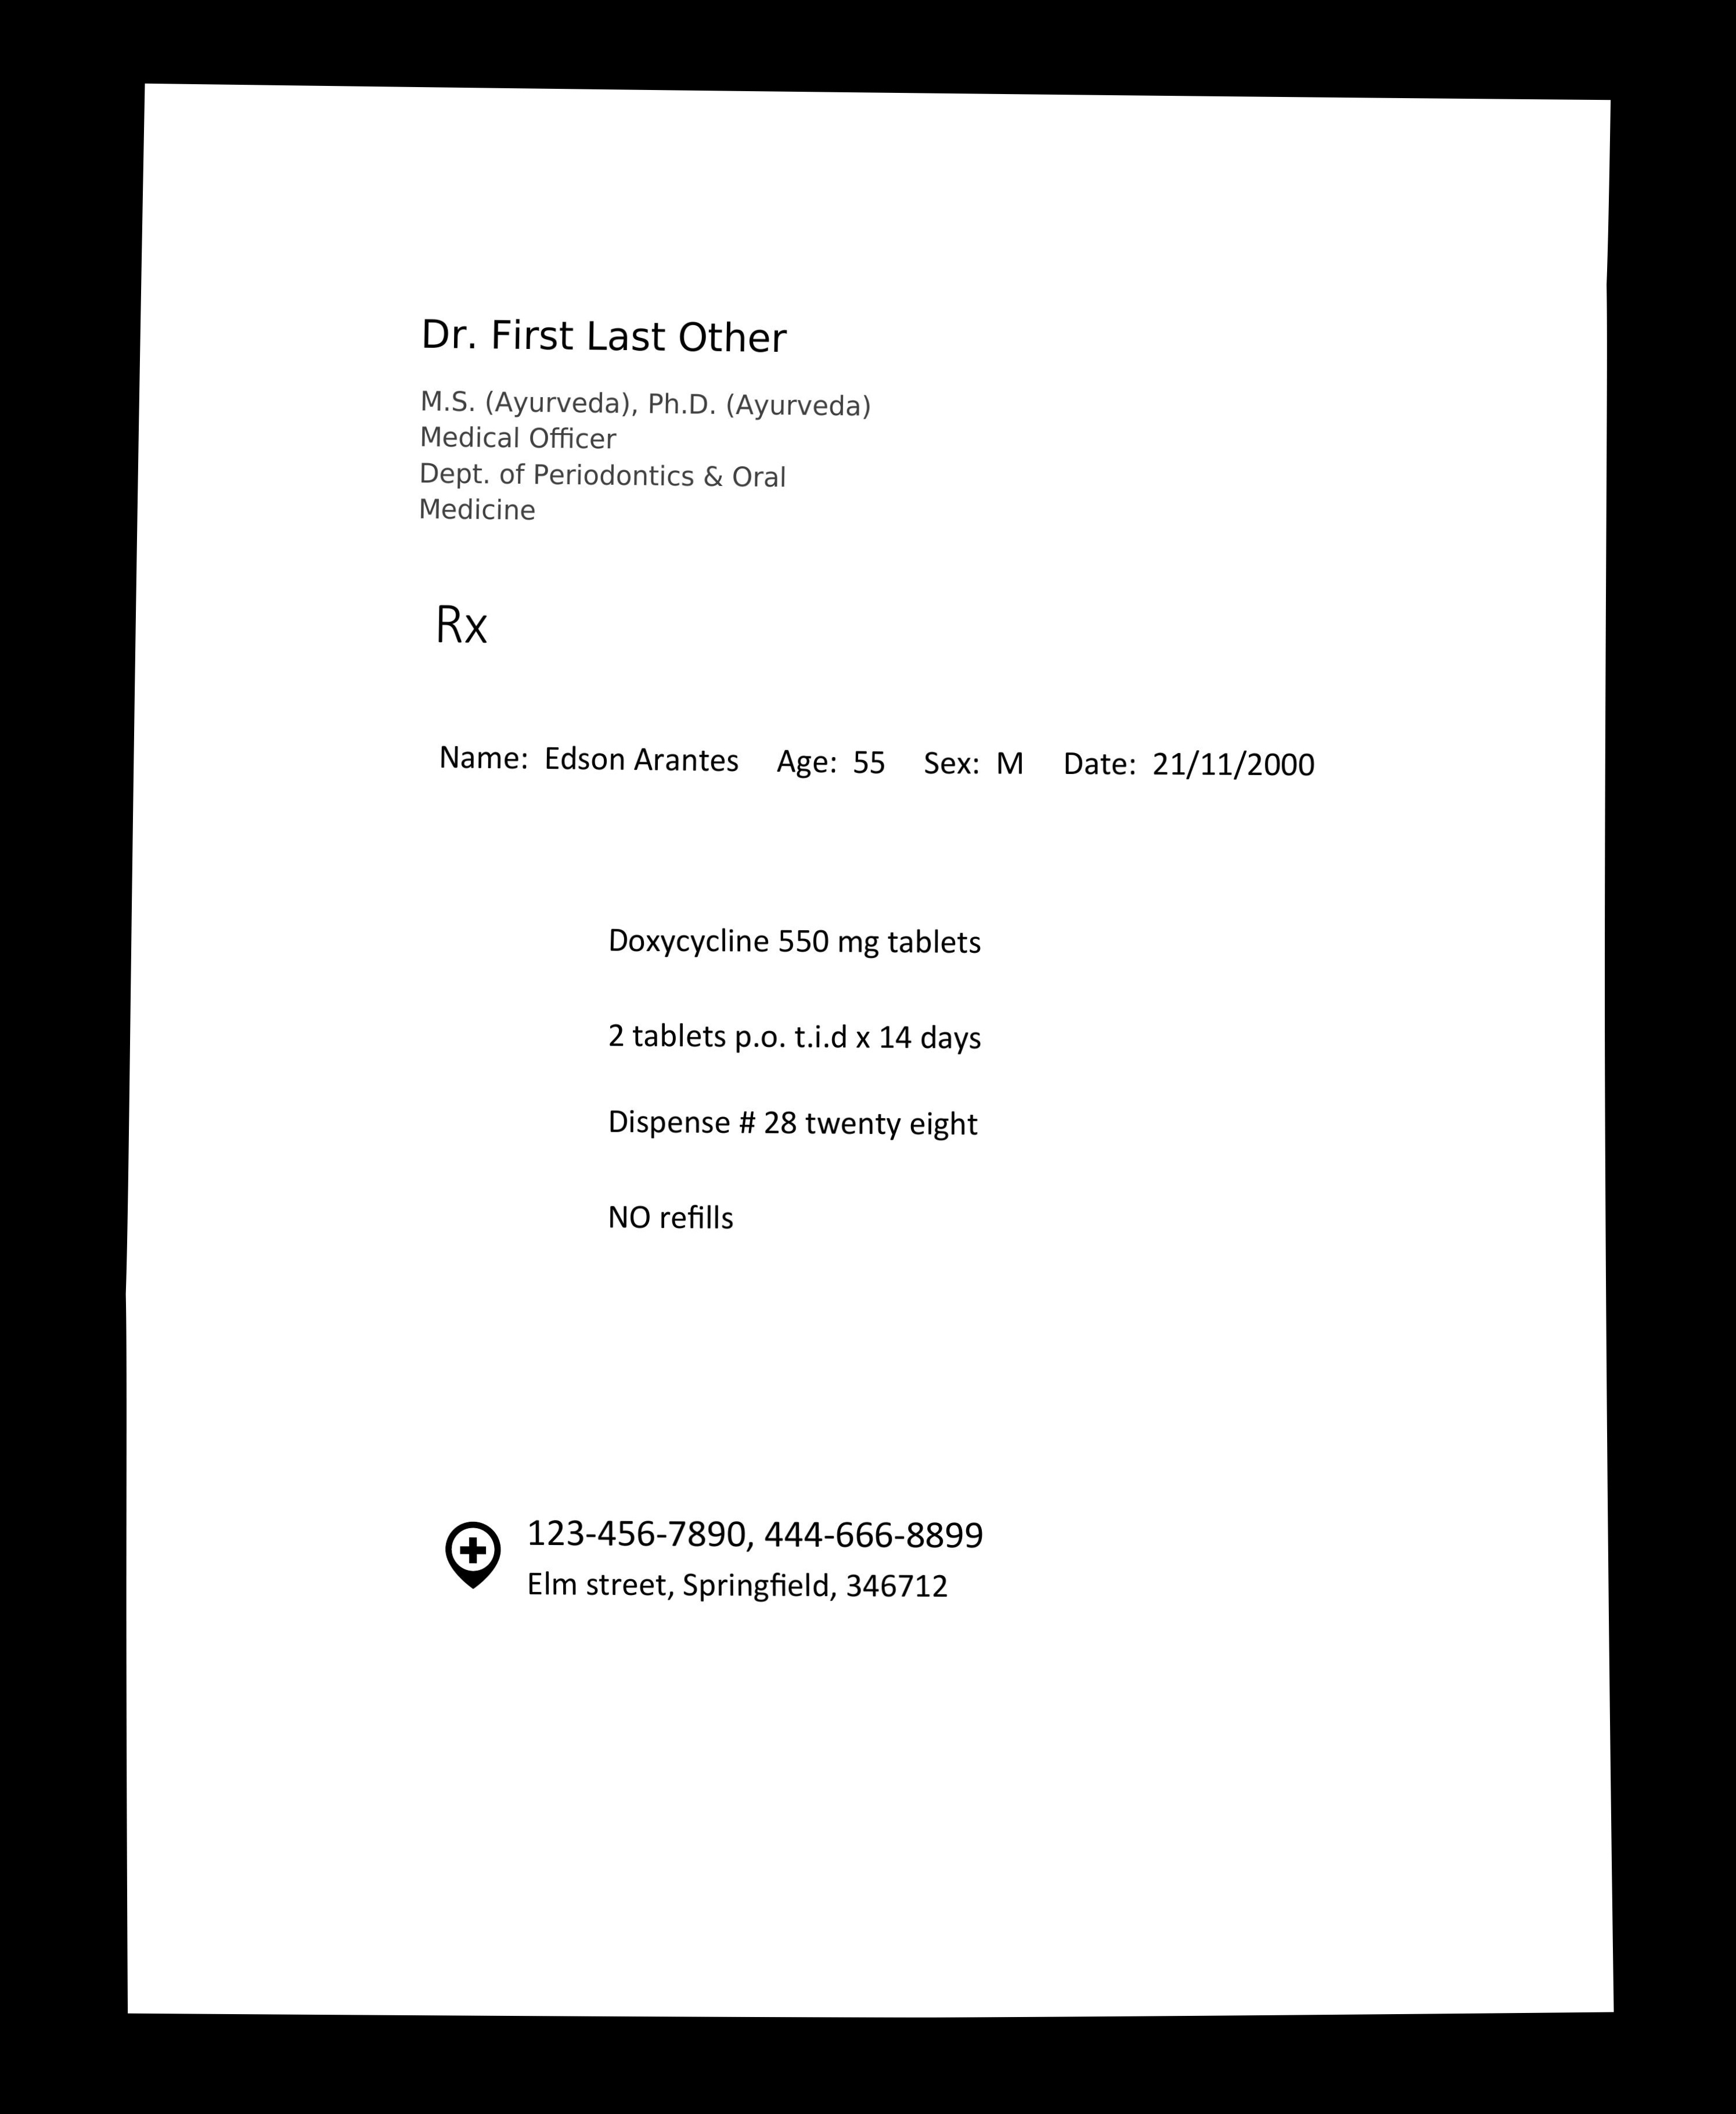 Dr. First Last Other
M.S. (Ayurveda), Ph.D. (Ayurveda)
Medical Officer
Dept. of Periodontics & Oral
Medicine
Rx
Name: Edson Arantes Age: 55 Sex: M Date: 21/11/2000
Doxycycline 550 mg tablets
2 tablets p.o. t.i.d x 14 days
Dispense # 28 twenty eight
NO refills
123-456-7890, 444-666-8899
Elm street, Springfield, 346712